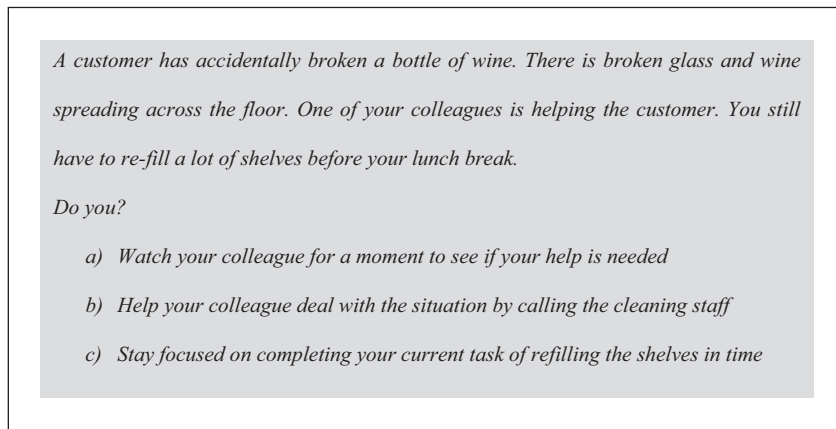 A customer has accidentally broken a bottle of wine. There is broken glass and wine
spreading across the floor. One of your colleagues is helping the customer. You still
have to re-fill a lot of shelves before your lunch break.
Do you?
a) Watch your colleague for a moment to see if your help is needed
b) Help your colleague deal with the situation by calling the cleaning staff
c) Stay focused on completing your current task of refilling the shelves in time